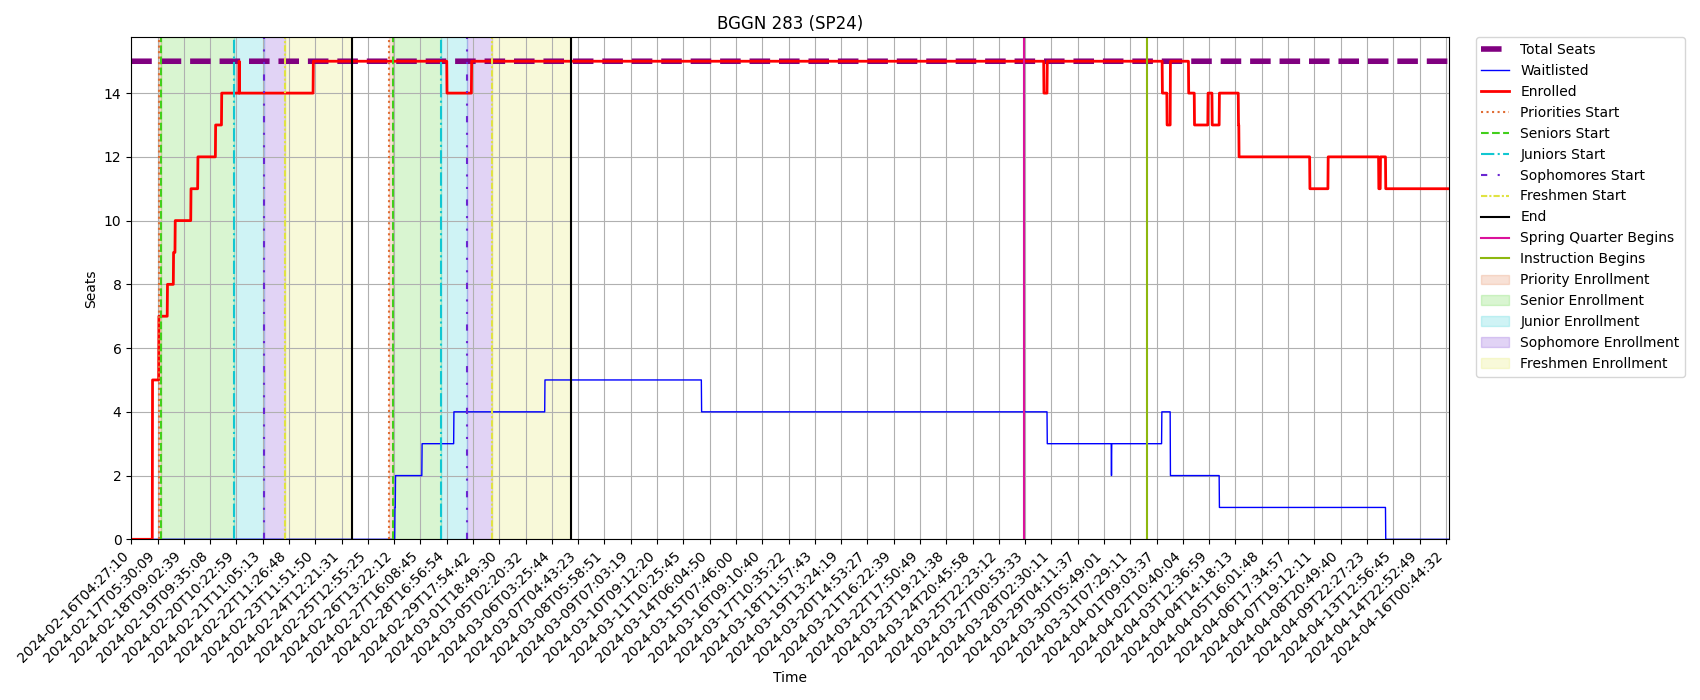 BGGN 283 (SP24)
Seats
14
12
10
8
6
4
2
0
2024-02-16T04:27:10
2024-02-17T05:30:09
2024-02-18T09:02:39
2024-02-19T09:35:08
2024-02-20T10:22:59
2024-02-21T11:05:13
2024-02-22T11:26:48
2024-02-23T11:51:50
2024-02-24T12:21:31
2024-02-25T12:55:25
2024-02-26T13:22:12
2024-02-27T16:08:45
2024-02-28T16:56:54
2024-02-29T17:54:42
2024-03-01T18:49:30
2024-03-05T02:20:32
2024-03-06T03:25:44
2024-03-07T04:43:23
2024-03-08T05:58:51
2024-03-09T07:03:19
2024-03-10T09:12:20
2024-03-11T10:25:45
2024-03-14T06:04:50
2024-03-15T07:46:00
2024-03-16T09:10:40
2024-03-17T10:35:22
2024-03-18T11:57:43
2024-03-19T13:24:19
2024-03-20T14:53:27
2024-03-21T16:22:39
2024-03-22T17:50:49
2024-03-23T19:21:38
2024-03-24T20:45:58
2024-03-25T22:23:12
2024-03-27T00:53:33
2024-03-28T02:30:11
2024-03-29T04:11:37
2024-03-30T05:49:01
2024-03-31T07:29:11
2024-04-01T09:03:37
2024-04-02T10:40:04
2024-04-03T12:36:59
2024-04-04T14:18:13
2024-04-05T16:01:48
2024-04-06T17:34:57
2024-04-07T19:12:11
2024-04-08T20:49:40
2024-04-09T22:27:23
2024-04-13T12:56:45
2024-04-14T22:52:49
2024-04-16T00:44:32
Time
Total Seats
Waitlisted
Enrolled
Priorities Start
Seniors Start
Juniors Start
Sophomores Start
Freshmen Start
End
Spring Quarter Begins
Instruction Begins
Priority Enrollment
Senior Enrollment
Junior Enrollment
Sophomore Enrollment
Freshmen Enrollment